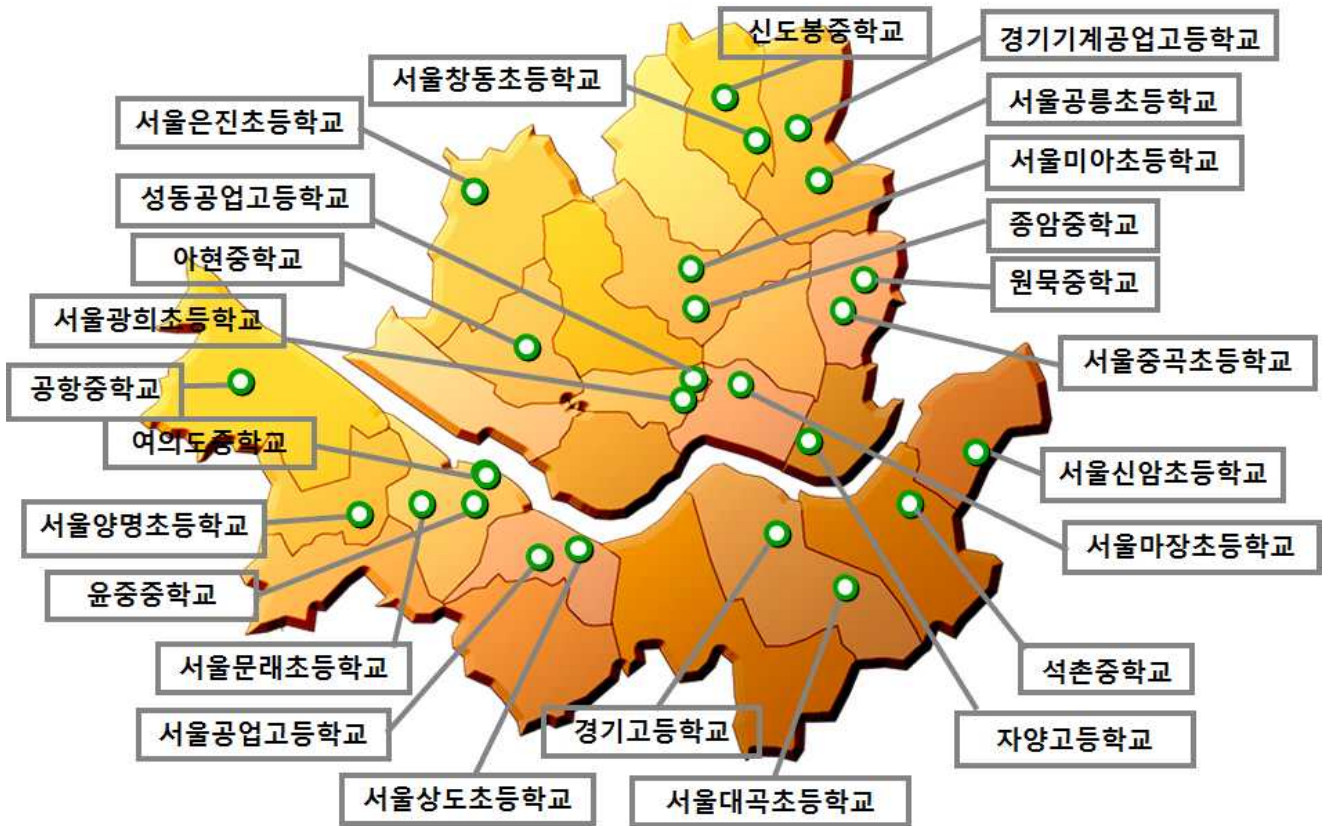 신도봉중학교
경기기계공업고등학교
서울창동초등학교
서울공릉초등학교
서울은진초등학교
서울미아초등학교
성동공업고등학교
종암중학교
아현중학교
원묵중학교
서울광희초등학교
서울중곡초등학교
공항중학교
여의도중학교
서울신암초등학교
서울양명초등학교
서울마장초등학교
윤중중학교
서울문래초등학교
석촌중학교
서울공업고등학교
경기고등학교
자양고등학교
서울상도초등학교
서울대곡초등학교